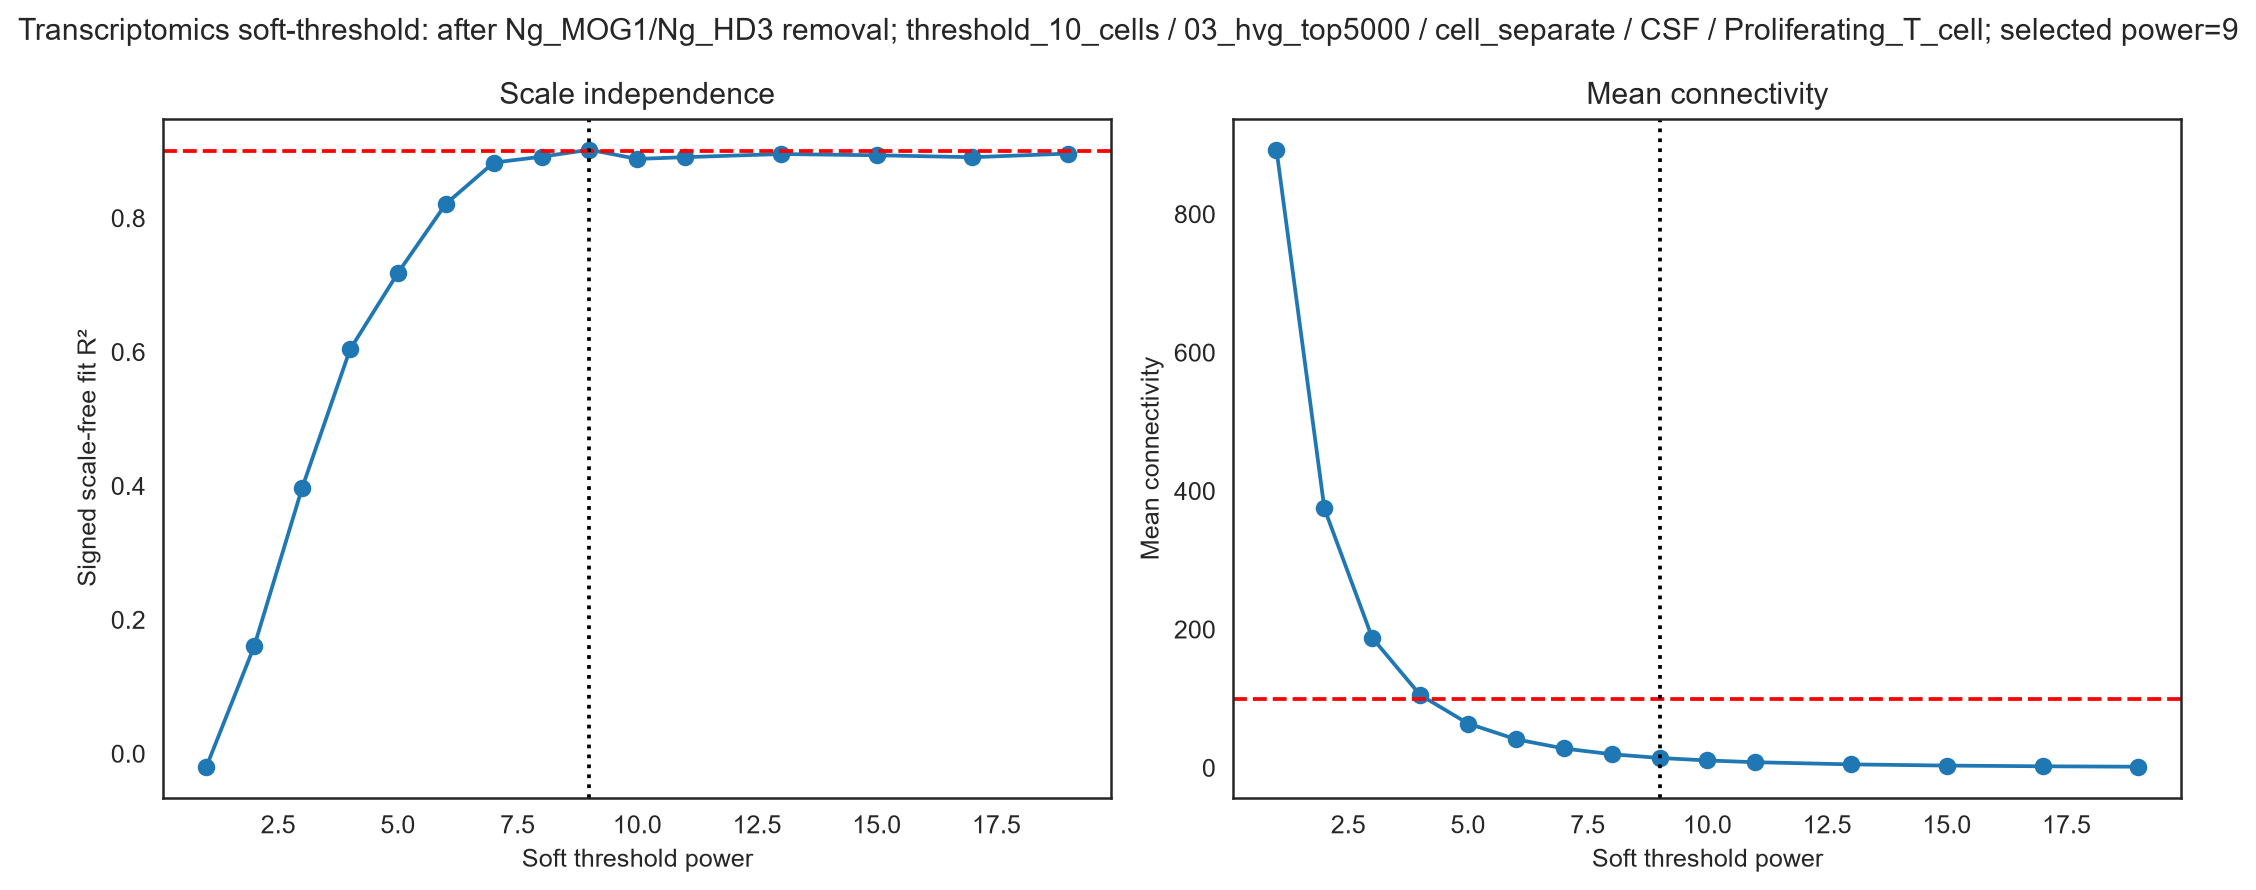 Transcriptomics soft-threshold: after Ng_MOG1/Ng_HD3 removal; threshold_10_cells / 03_hvg_top5000 / cell_separate / CSF / Proliferating_T_cell; selected power=9
Scale independence
Signed scale-free fit R²
0.8
0.6
0.4
0.2
0.0
2.5 5.0 7.5 10.0 12.5 15.0 17.5
Soft threshold power
Mean connectivity
Mean connectivity
800
600
400
200
0
2.5 5.0 7.5 10.0 12.5 15.0 17.5
Soft threshold power